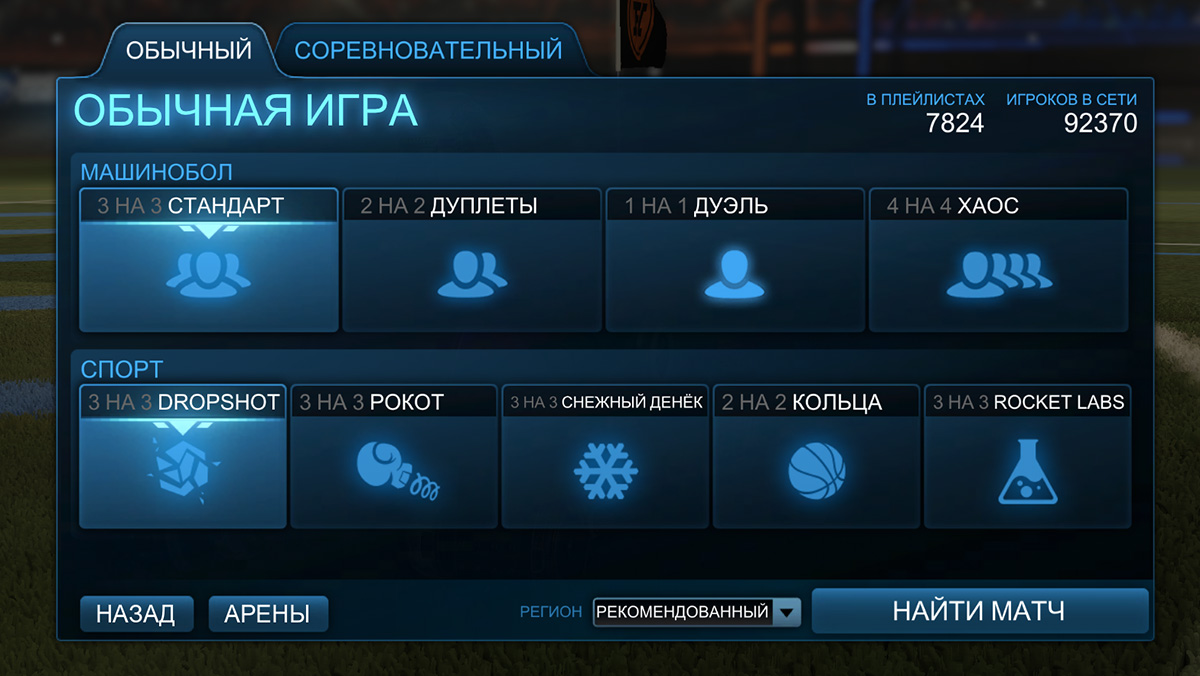 ОБЫЧНЫЙ СОРЕВНОВАТЕЛЬНЫЙ
ОБЫЧНАЯ ИГРА
В ПЛЕЙЛИСТАХ ИГРОКОВ В СЕТИ
7824 92370
МАШИНОБОЛ
3 НА 3 СТАНДАРТ 2 НА 2 ДУПЛЕТЫ 1 НА 1 ДУЭЛЬ 4 НА 4 ХАОС
СПОРТ
3 НА 3 DROPSHOT 3 НА 3 РОКОТ 3 НА 3 СНЕЖНЫЙ ДЕНЁК 2 НА 2 КОЛЬЦА 3 НА 3 ROCKET LABS
НАЗАД АРЕНЫ РЕГИОН РЕКОМЕНДОВАННЫЙ НАЙТИ МАТЧ